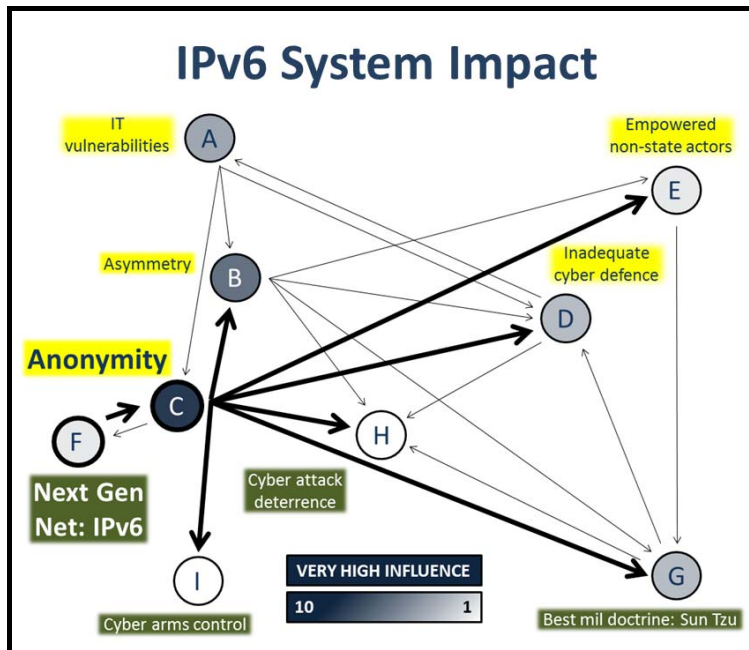 IPv6 System Impact
IT
vulnerabilities
A
Empowered
non-state actors
E
Asymmetry
B
Inadequate
cyber defence
D
Anonymity
C
F
H
Next Gen
Net: IPv6
Cyber attack
deterrence
I
VERY HIGH INFLUENCE
10 1
G
Cyber arms control
Best mil doctrine: Sun Tzu